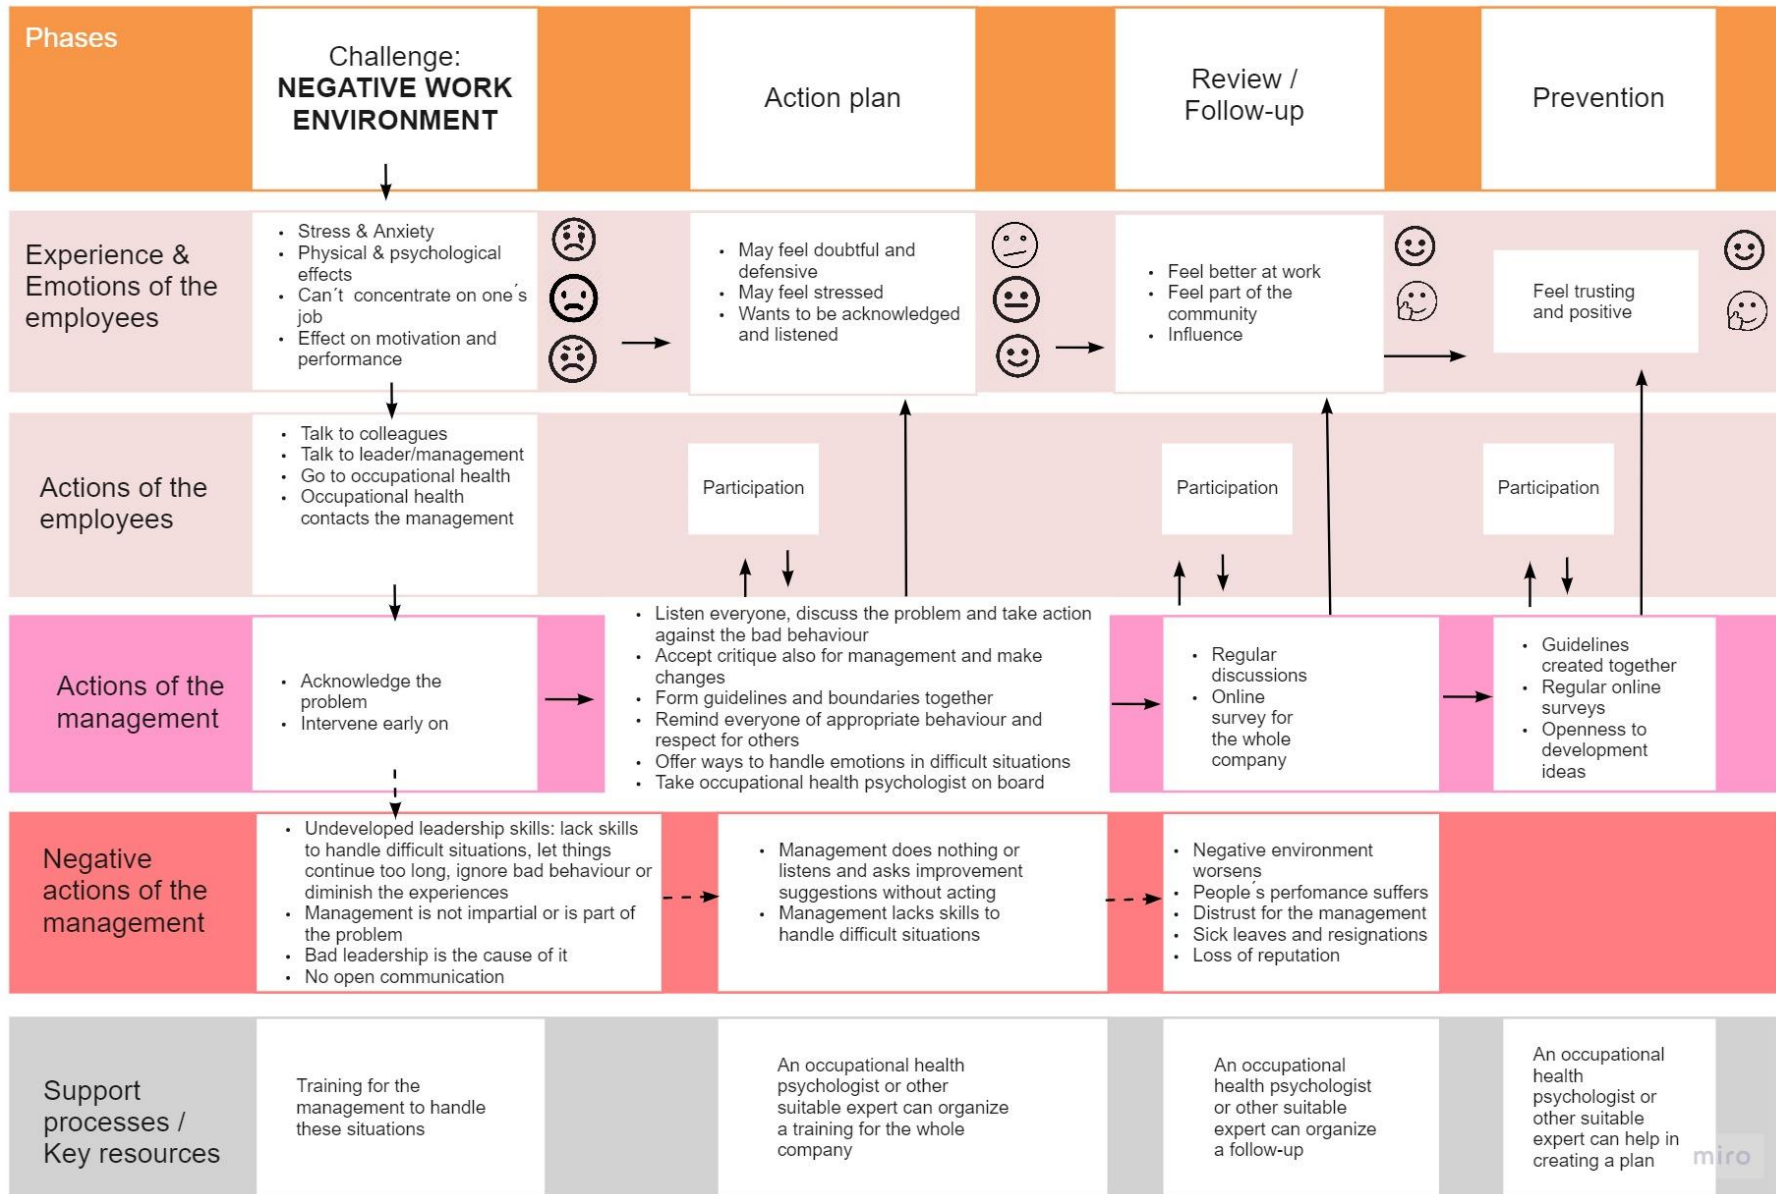 Phases
Challenge:
NEGATIVE WORK
ENVIRONMENT
Action plan
Review /
Follow-up
Prevention
Experience &
Emotions of the
employees
• Stress & Anxiety
• Physical & psychological
effects
• Can´t concentrate on one´s
job
• Effect on motivation and
performance
• May feel doubtful and
defensive
• May feel stressed
• Wants to be acknowledged
and listened
• Feel better at work
• Feel part of the
community
• Influence
Feel trusting
and positive
Actions of the
employees
• Talk to colleagues
• Talk to leader/management
• Go to occupational health
• Occupational health
contacts the management
Participation
Participation
Participation
Actions of the
management
• Acknowledge the
problem
• Intervene early on
• Listen everyone, discuss the problem and take action
against the bad behaviour
• Accept critique also for management and make
changes
• Form guidelines and boundaries together
• Remind everyone of appropriate behaviour and
respect for others
• Offer ways to handle emotions in difficult situations
• Take occupational health psychologist on board
• Regular
discussions
• Online
survey for
the whole
company
• Guidelines
created together
• Regular online
surveys
• Openness to
development
ideas
Negative
actions of the
management
• Undeveloped leadership skills: lack skills
to handle difficult situations, let things
continue too long, ignore bad behaviour or
diminish the experiences
• Management is not impartial or is part of
the problem
• Bad leadership is the cause of it
• No open communication
• Management does nothing or
listens and asks improvement
suggestions without acting
• Management lacks skills to
handle difficult situations
• Negative environment
worsens
• People´s perfomance suffers
• Distrust for the management
• Sick leaves and resignations
• Loss of reputation
Support
processes /
Key resources
Training for the
management to handle
these situations
An occupational health
psychologist or other
suitable expert can organize
a training for the whole
company
An occupational
health psychologist
or other suitable
expert can organize
a follow-up
An occupational
health
psychologist or
other suitable
expert can help in
creating a plan
miro